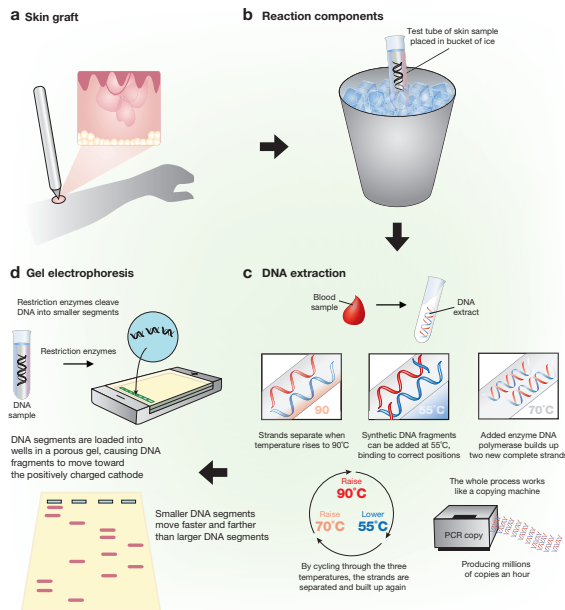 a Skin graft
b Reaction components
Test tube of skin sample
placed in bucket of ice
d Gel electrophoresis
Restriction enzymes cleave
DNA into smaller segments
Restriction enzymes
DNA
sample
DNA segments are loaded into
wells in a porous gel, causing DNA
fragments to move toward
the positively charged cathode
Smaller DNA segments
move faster and farther
than larger DNA segments
c DNA extraction
Blood
sample
DNA
extract
90
55°C
70°C
Strands separate when
temperature rises to 90°C
Synthetic DNA fragments
can be added at 55°C,
binding to correct positions
Added enzyme DNA
polymerase builds up
two new complete strands
Raise
90°C
Raise
70°C
Lower
55°C
By cycling through the three
temperatures, the strands are
separated and built up again
The whole process works
like a copying machine
PCR copy
Producing millions
of copies an hour